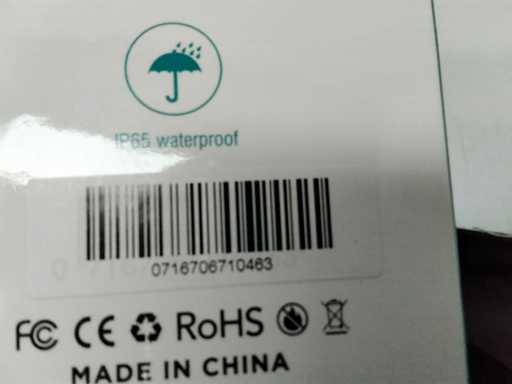 IP65 waterproof
0716706710463
FC CE RoHS
MADE IN CHINA